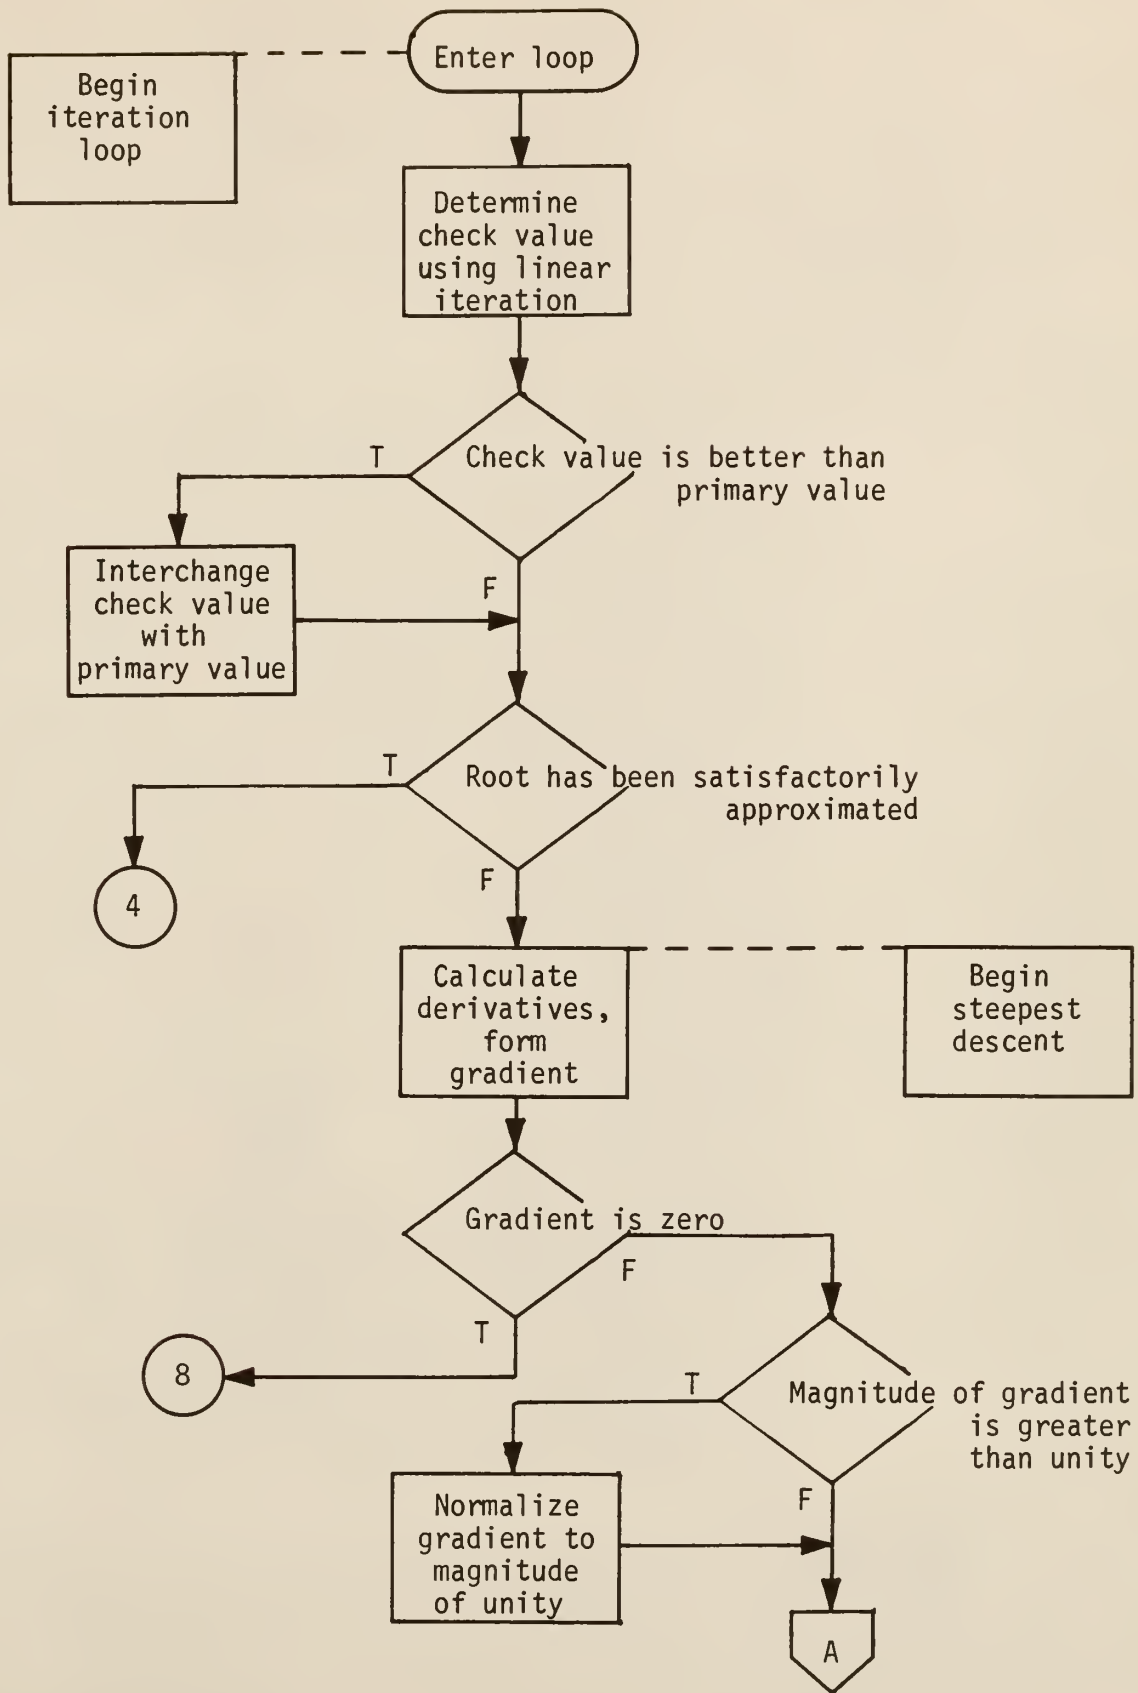 Enter loop
Begin
iteration
loop
Determine
check value
using linear
iteration
T
Check value is better than
primary value
Interchange
check value
with
primary value
F
T
Root has been satisfactorily
approximated
4
F
Calculate
derivatives,
form
gradient
Begin
steepest
descent
Gradient is zero
F
T
8
T
Magnitude of gradient
is greater
than unity
Normalize
gradient to
magnitude
of unity
F
A